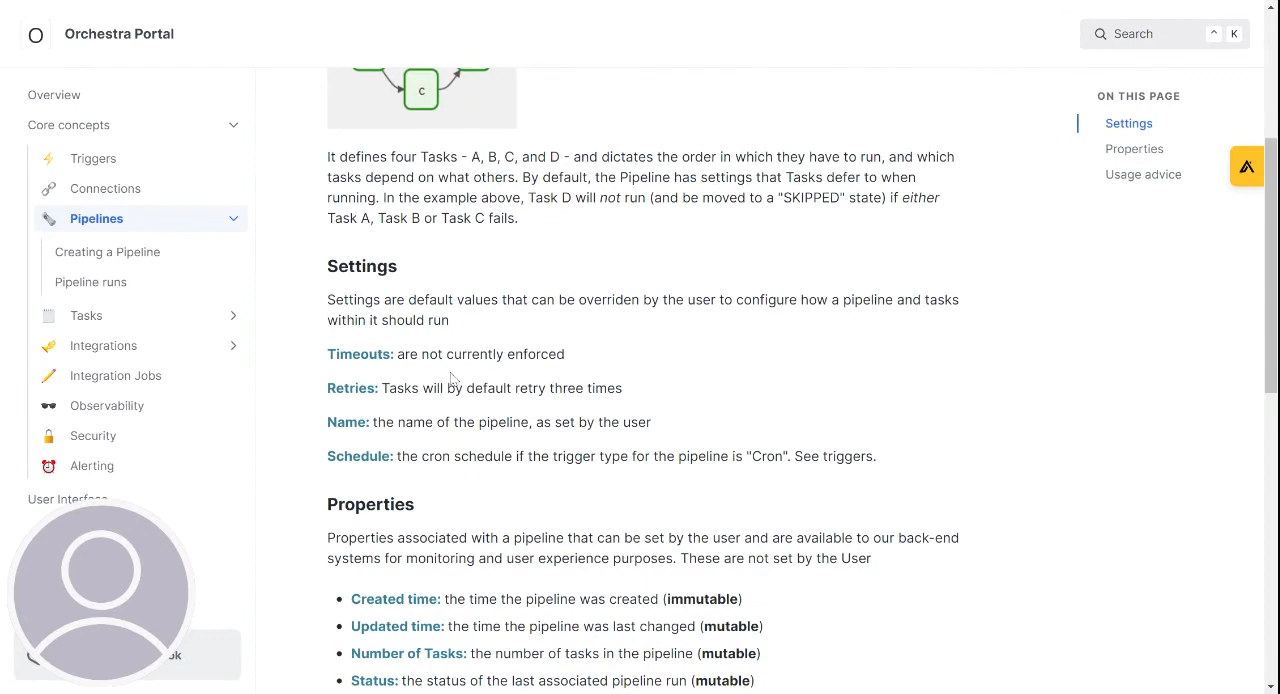 O
Orchestra Portal
Search
^ K
Overview
Core concepts
Triggers
Connections
Pipelines
Creating a Pipeline
Pipeline runs
Tasks
Integrations
Integration Jobs
Observability
Security
Alerting
User Interface
ok
C
It defines four Tasks - A, B, C, and D - and dictates the order in which they have to run, and which
tasks depend on what others. By default, the Pipeline has settings that Tasks defer to when
running. In the example above, Task D will not run (and be moved to a "SKIPPED" state) if either
Task A, Task B or Task C fails.
Settings
Settings are default values that can be overriden by the user to configure how a pipeline and tasks
within it should run
Timeouts: are not currently enforced
Retries: Tasks will by default retry three times
Name: the name of the pipeline, as set by the user
Schedule: the cron schedule if the trigger type for the pipeline is "Cron". See triggers.
Properties
Properties associated with a pipeline that can be set by the user and are available to our back-end
systems for monitoring and user experience purposes. These are not set by the User
• Created time: the time the pipeline was created (immutable)
• Updated time: the time the pipeline was last changed (mutable)
• Number of Tasks: the number of tasks in the pipeline (mutable)
• Status: the status of the last associated pipeline run (mutable)
ON THIS PAGE
Settings
Properties
Usage advice